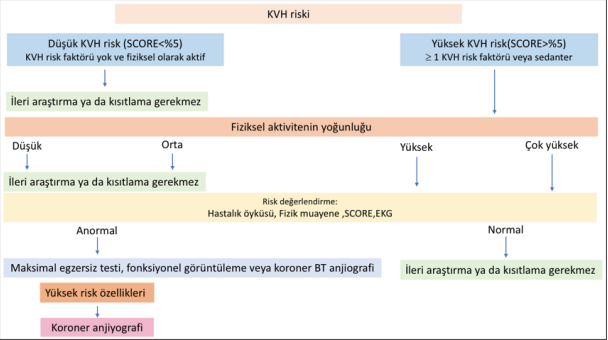 KVH riski
Düşük KVH risk (SCORE<%5)
KVH risk faktörü yok ve fiziksel olarak aktif
Yüksek KVH risk(SCORE>%5)
≥ 1 KVH risk faktörü veya sedanter
İleri araştırma ya da kısıtlama gerekmez
Fiziksel aktivitenin yoğunluğu
Düşük
Orta
Yüksek
Çok yüksek
İleri araştırma ya da kısıtlama gerekmez
Risk değerlendirme:
Hastalık öyküsü, Fizik muayene ,SCORE,EKG
Anormal
Normal
Maksimal egzersiz testi, fonksiyonel görüntüleme veya koroner BT anjiografi
İleri araştırma ya da kısıtlama gerekmez
Yüksek risk özellikleri
Koroner anjiyografi